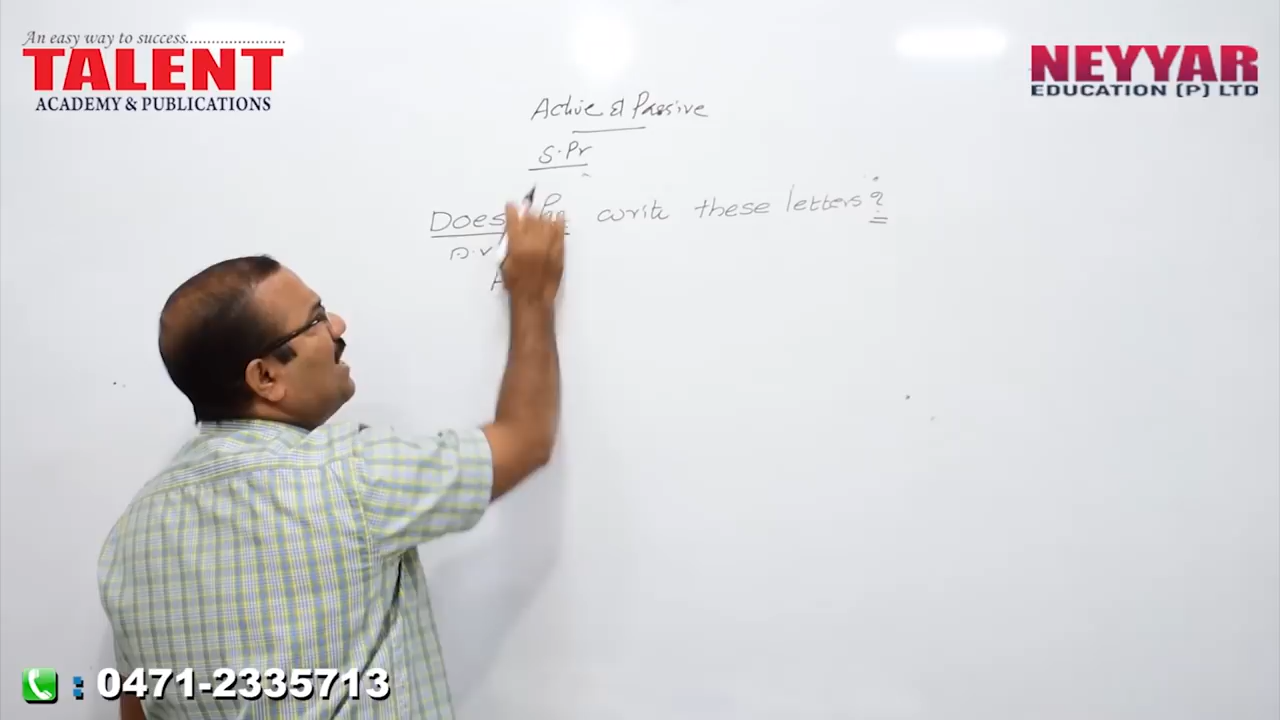 An easy way to success.......................
TALENT
ACADEMY & PUBLICATIONS
NEYYAR
EDUCATION (P) LTD
Active & Passive
S.Pr
Does write these letters?
: 0471-2335713